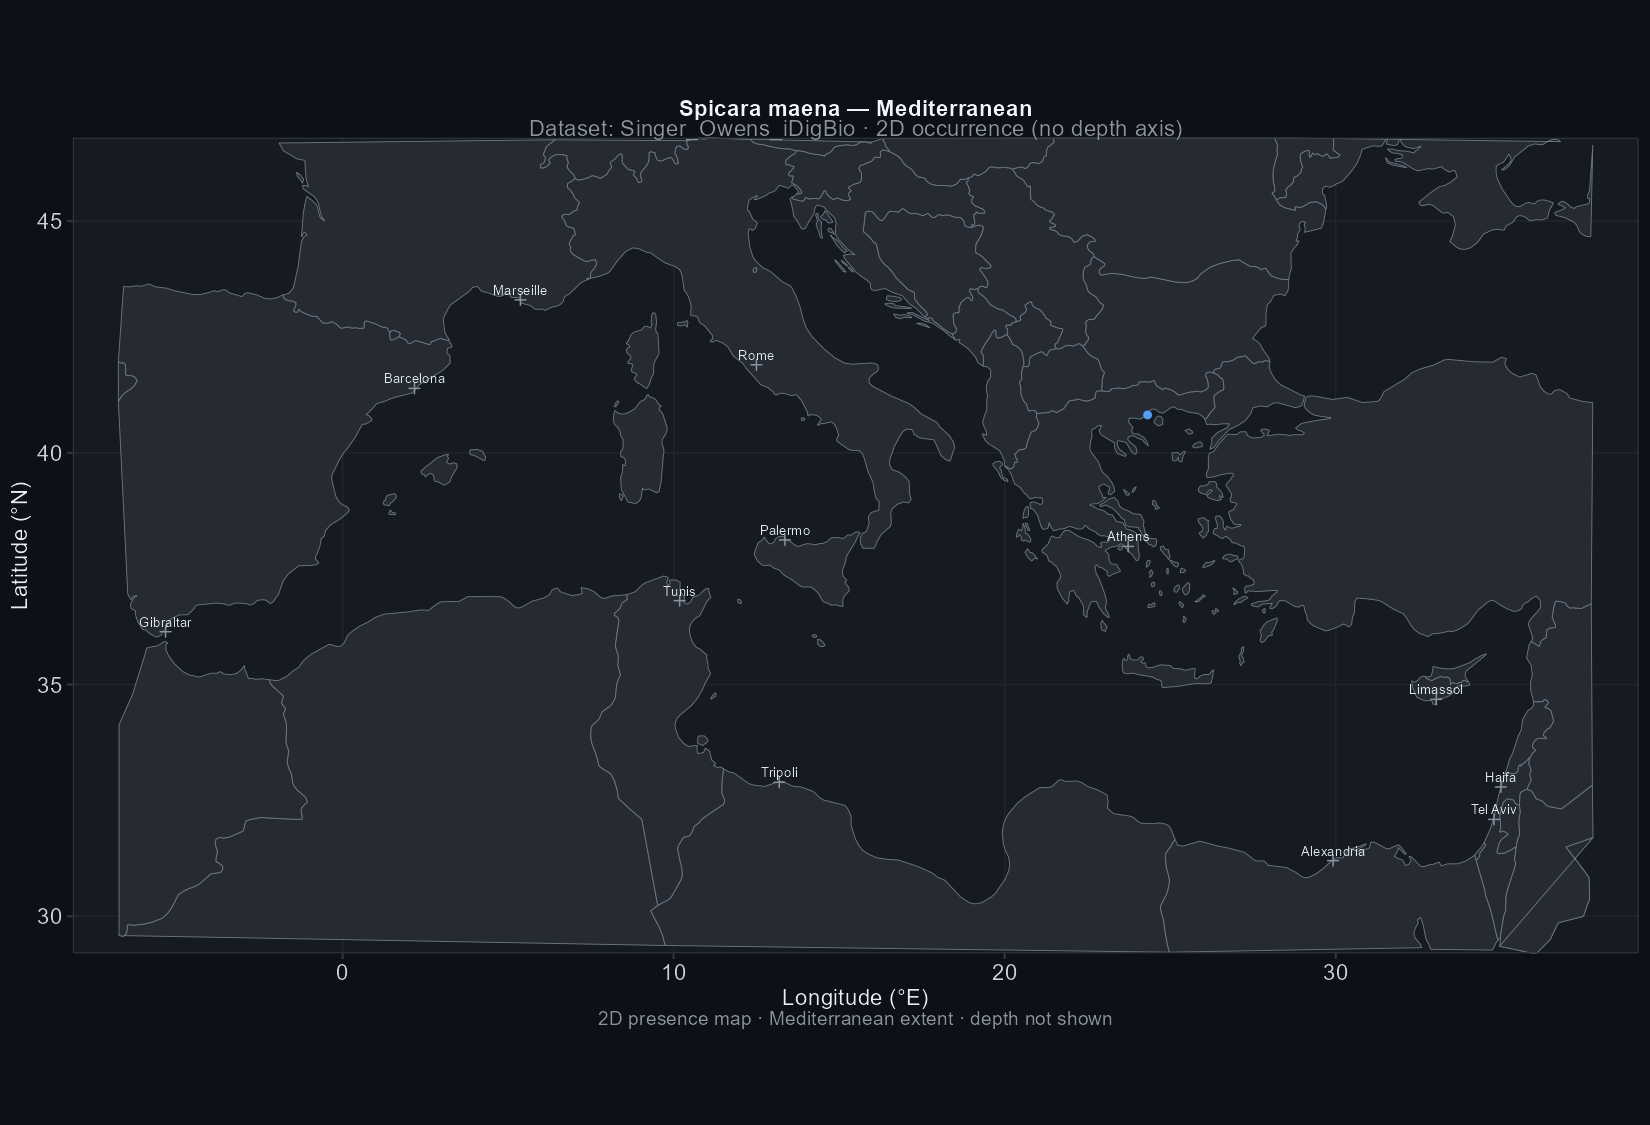 Spicara maena — Mediterranean
Dataset: Singer_Owens_iDigBio · 2D occurrence (no depth axis)
45
Marseille
Rome
Barcelona
40
Palermo
Athens
Tunis
Gibraltar
35
Limassol
Tripoli
Haifa
Tel Aviv
Alexandria
30
0 10 20 30
Latitude (°N)
Longitude (°E)
2D presence map · Mediterranean extent · depth not shown